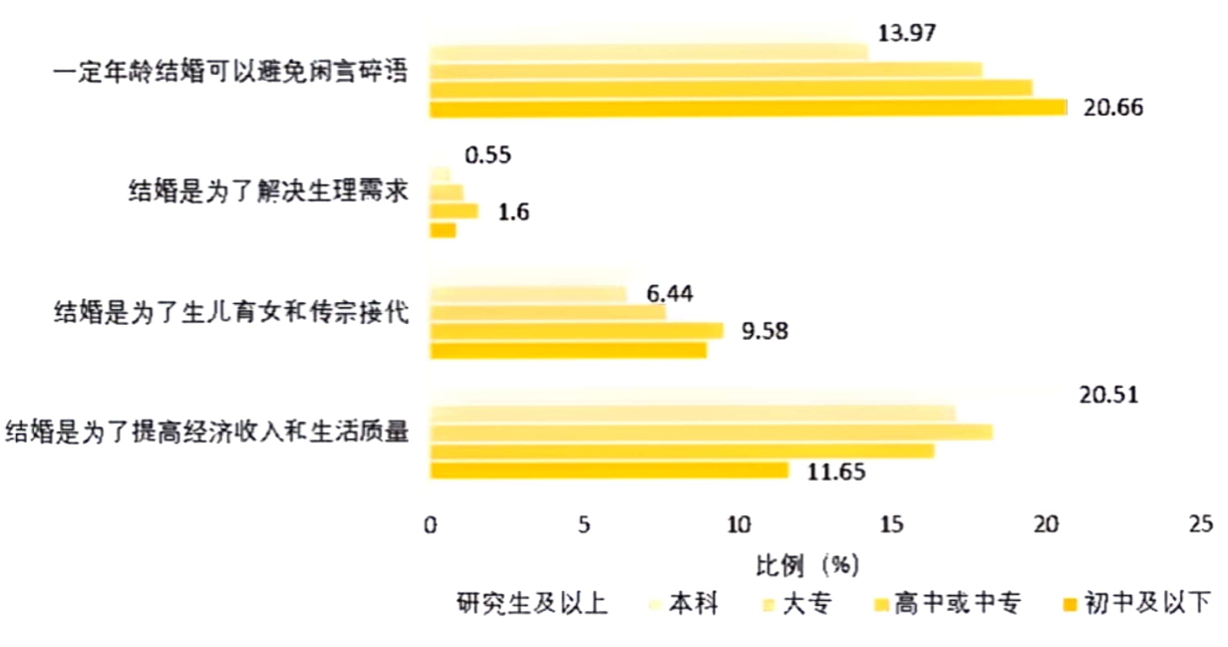 13.97
一定年龄结婚可以避免闲言碎语
20.66
0.55
结婚是为了解决生理需求
1.6
6.44
结婚是为了生儿育女和传宗接代
9.58
20.51
结婚是为了提高经济收入和生活质量
11.65
0 5 10 15 20 25
比例（%）
研究生及以上 本科 大专 高中或中专 初中及以下